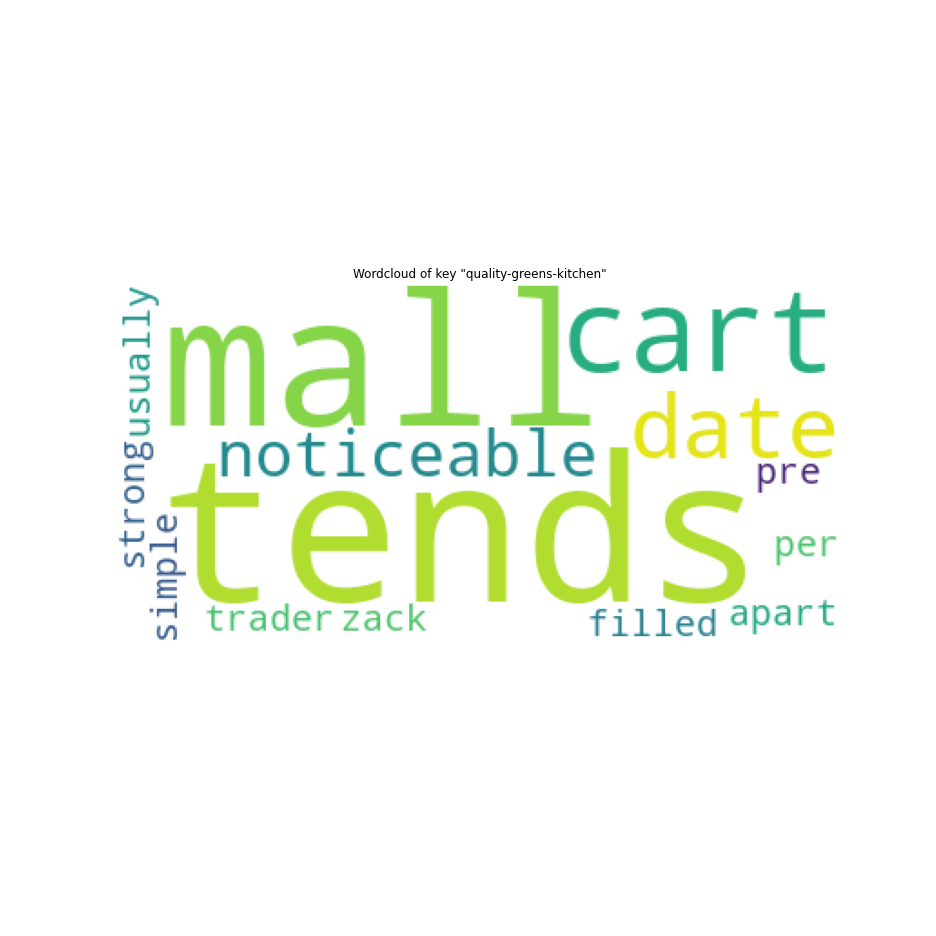 Wordcloud of key "quality-greens-kitchen"
usually
mall
cart
date
noticeable
pre
strong
tends
per
simple
trader
zack
filled
apart